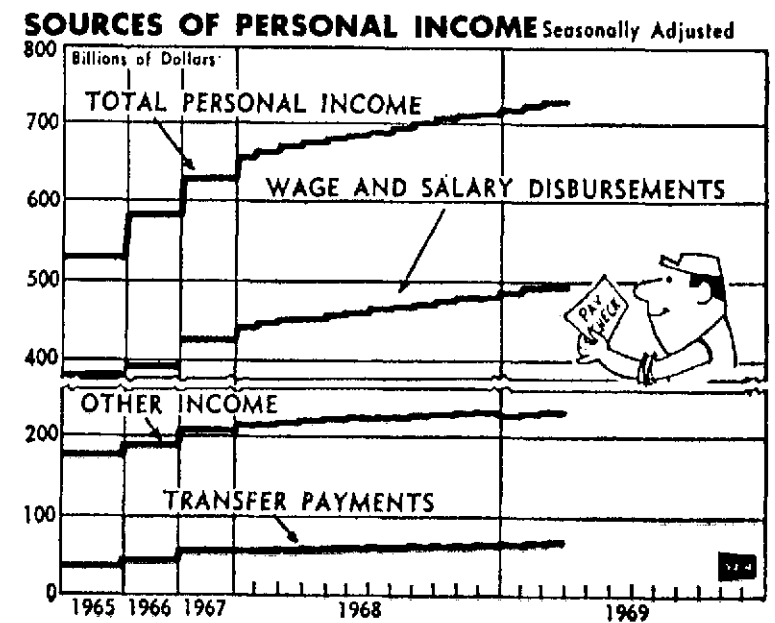 SOURCES OF PERSONAL INCOME Seasonally Adjusted
800
Billions of Dollars
TOTAL PERSONAL INCOME
700
WAGE AND SALARY DISBURSEMENTS
600
500
PAY
CHECK
400
OTHER INCOME
200
TRANSFER PAYMENTS
100
0
1965 1966 1967 1968 1969